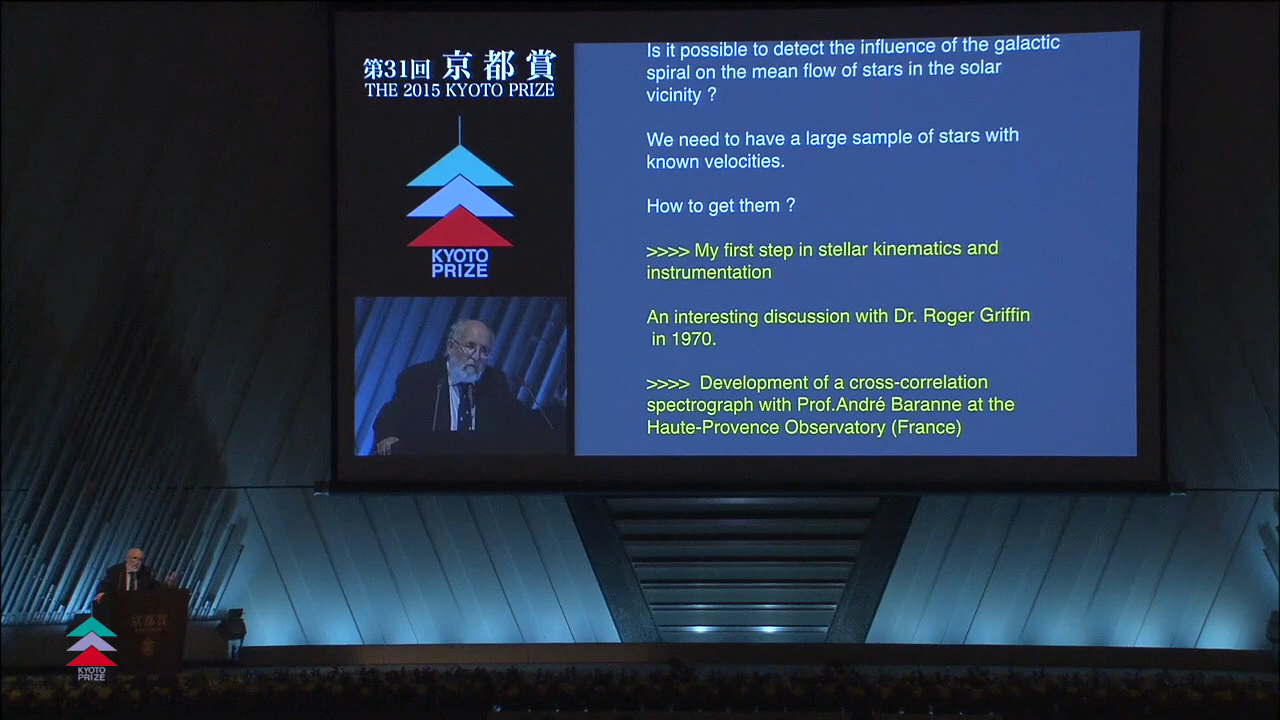 第31回 京都賞
THE 2015 KYOTO PRIZE
KYOTO
PRIZE
Is it possible to detect the influence of the galactic
spiral on the mean flow of stars in the solar
vicinity ?
We need to have a large sample of stars with
known velocities.
How to get them ?
>>>> My first step in stellar kinematics and
instrumentation
An interesting discussion with Dr. Roger Griffin
in 1970.
>>>> Development of a cross-correlation
spectrograph with Prof.André Baranne at the
Haute-Provence Observatory (France)
京都賞
KYOTO
PRIZE